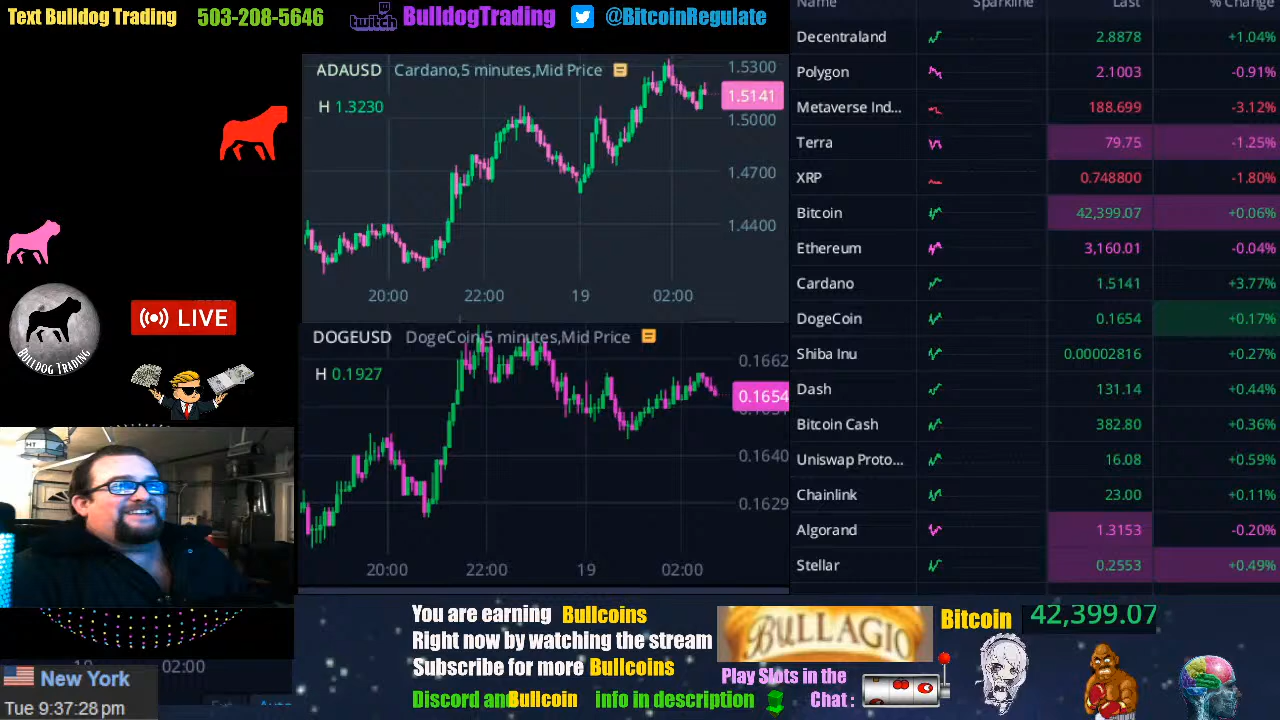 Text Bulldog Trading 503-208-5646 twitch BulldogTrading @BitcoinRegulate
ADAUSD Cardano,5 minutes,Mid Price
H 1.3230
1.5300
1.5141
1.5000
1.4700
1.4400
20:00 22:00 19 02:00
DOGEUSD DogeCoin,5 minutes,Mid Price
H 0.1927
0.1662
0.1654
0.1640
0.1629
20:00 22:00 19 02:00
Name Sparkline Last % Change
Decentraland 2.8878 +1.04%
Polygon 2.1003 -0.91%
Metaverse Ind... 188.699 -3.12%
Terra 79.75 -1.25%
XRP 0.748800 -1.80%
Bitcoin 42,399.07 +0.06%
Ethereum 3,160.01 -0.04%
Cardano 1.5141 +3.77%
DogeCoin 0.1654 +0.17%
Shiba Inu 0.00002816 +0.27%
Dash 131.14 +0.44%
Bitcoin Cash 382.80 +0.36%
Uniswap Proto... 16.08 +0.59%
Chainlink 23.00 +0.11%
Algorand 1.3153 -0.20%
Stellar 0.2553 +0.49%
BULLDOG TRADING
LIVE
HT
02:00
New York
Tue 9:37:28 pm
You are earning Bullcoins
Right now by watching the stream
Subscribe for more Bullcoins
Discord and Bullcoin info in description
BULLAGIO
Play Slots in the
Chat :
Bitcoin 42,399.07